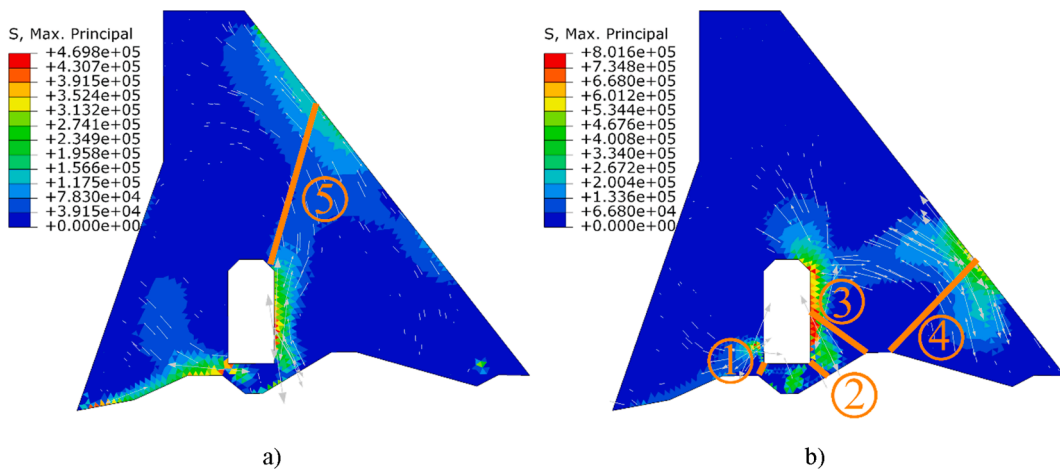 S, Max. Principal
+4.698e+05
+4.307e+05
+3.915e+05
+3.524e+05
+3.132e+05
+2.741e+05
+2.349e+05
+1.958e+05
+1.566e+05
+1.175e+05
+7.830e+04
+3.915e+04
+0.000e+00
⑤
a)
S, Max. Principal
+8.016e+05
+7.348e+05
+6.680e+05
+6.012e+05
+5.344e+05
+4.676e+05
+4.008e+05
+3.340e+05
+2.672e+05
+2.004e+05
+1.336e+05
+6.680e+04
+0.000e+00
③
④
①
②
b)